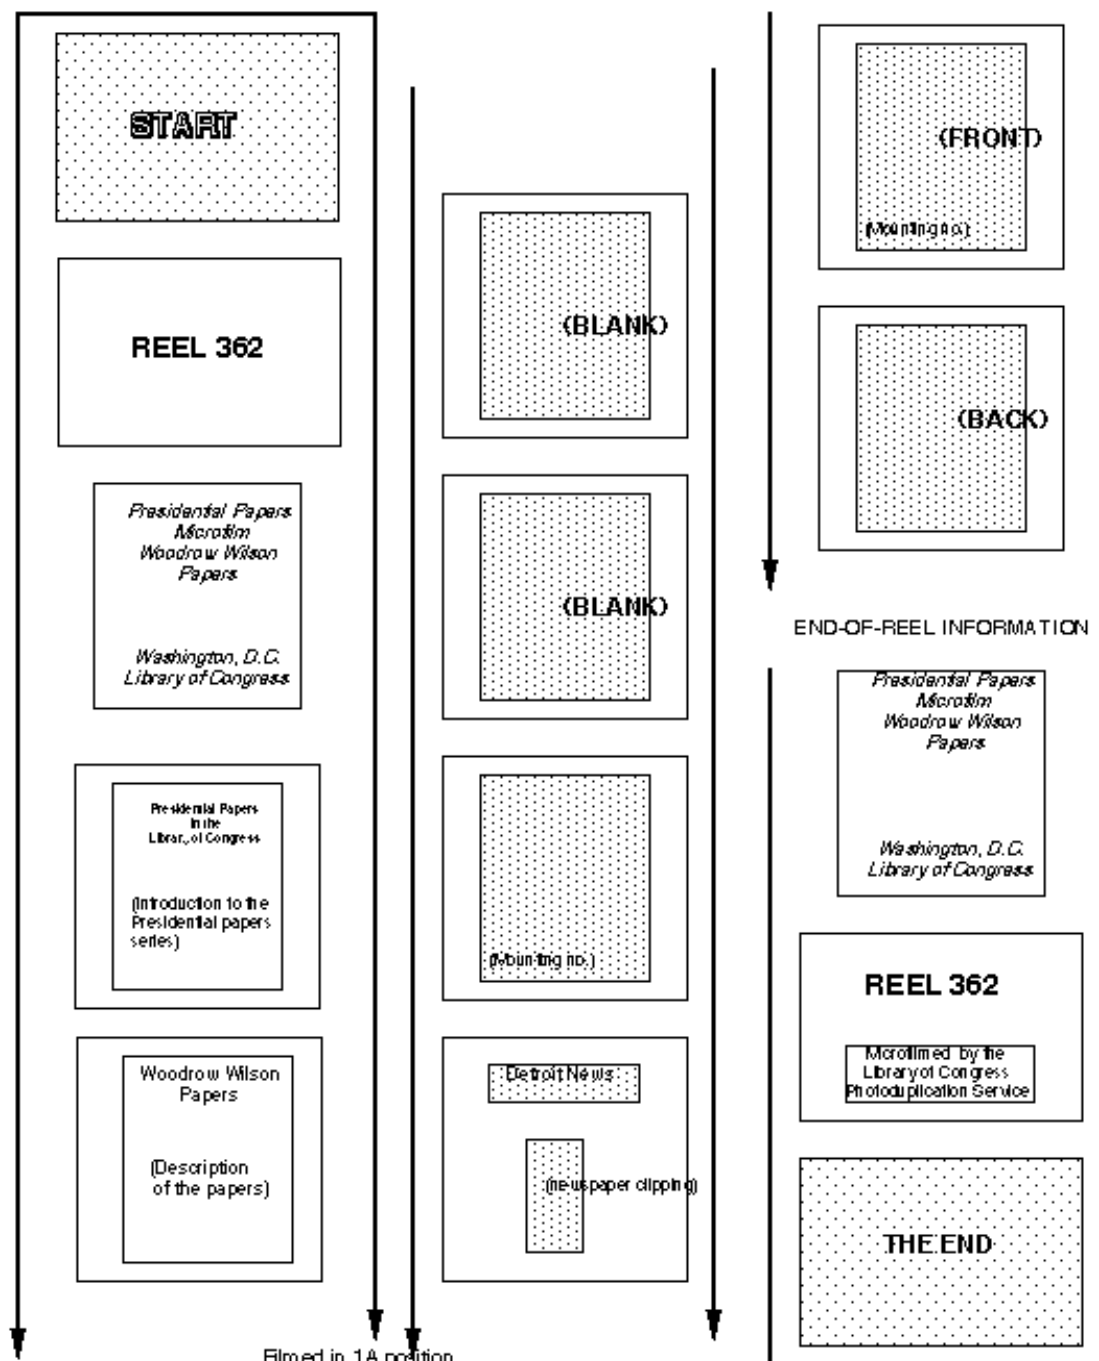 START
REEL 362
Presidential Papers
Microfilm
Woodrow Wilson
Papers
Washington, D.C.
Library of Congress
Presidential Papers
in the
Library of Congress
(Introduction to the
Presidential papers
series)
Woodrow Wilson
Papers
(Description
of the papers)
Filmed in 1A position
(BLANK)
(BLANK)
(Mounting no.)
Detroit News
(newspaper clipping)
(FRONT)
(Mounting no.)
(BACK)
END-OF-REEL INFORMATION
Presidential Papers
Microfilm
Woodrow Wilson
Papers
Washington, D.C.
Library of Congress
REEL 362
Microfilmed by the
Library of Congress
Photoduplication Service
THE END